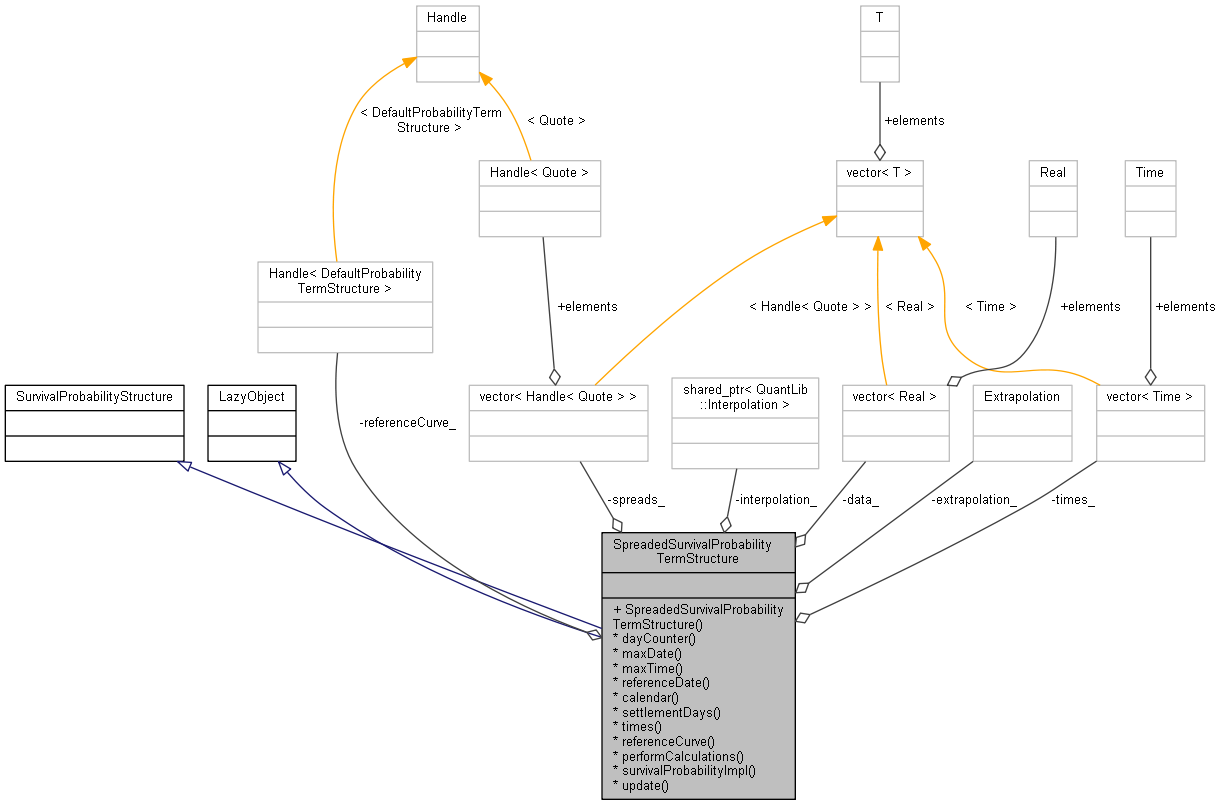 Handle
T
< DefaultProbabilityTerm
Structure >
< Quote >
+elements
Handle< Quote >
vector< T >
Real
Time
Handle< DefaultProbability
TermStructure >
+elements
< Handle< Quote > >
< Real >
< Time >
+elements
+elements
SurvivalProbabilityStructure
LazyObject
-referenceCurve_
vector< Handle< Quote > >
shared_ptr< QuantLib
::Interpolation >
vector< Real >
Extrapolation
vector< Time >
-spreads_
-interpolation_
-data_
-extrapolation_
-times_
SpreadedSurvivalProbability
TermStructure
+ SpreadedSurvivalProbability
TermStructure()
* dayCounter()
* maxDate()
* maxTime()
* referenceDate()
* calendar()
* settlementDays()
* times()
* referenceCurve()
* performCalculations()
* survivalProbabilityImpl()
* update()